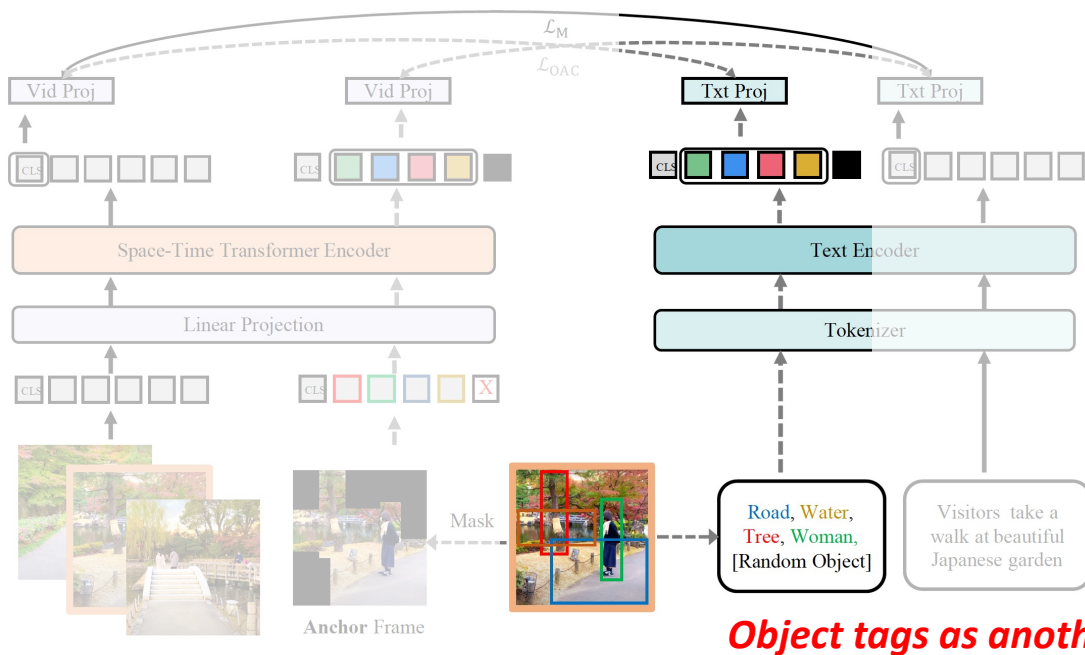 ℒM
ℒOAC
Vid Proj
Vid Proj
Txt Proj
Txt Proj
CLS
CLS
CLS
CLS
Space-Time Transformer Encoder
Text Encoder
Linear Projection
Tokenizer
CLS
CLS
X
Mask
Road, Water,
Tree, Woman,
[Random Object]
Visitors take a
walk at beautiful
Japanese garden
Anchor Frame
Object tags as anoth